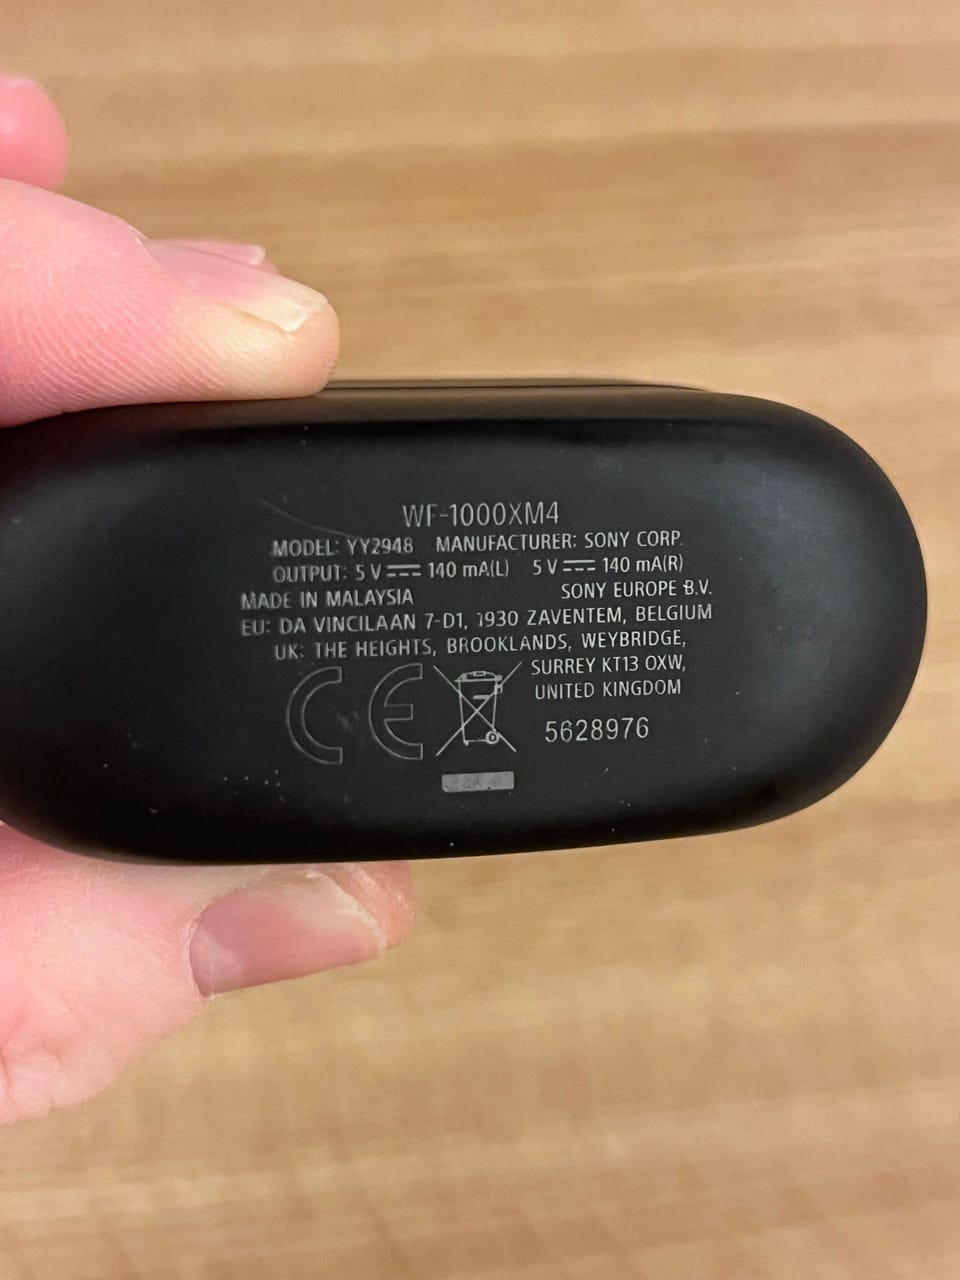 WF-1000XM4
MODEL: YY2948 MANUFACTURER: SONY CORP.
OUTPUT: 5 V 140 mA(L) 5 V 140 mA(R)
MADE IN MALAYSIA SONY EUROPE B.V.
EU: DA VINCILAAN 7-D1, 1930 ZAVENTEM, BELGIUM
UK: THE HEIGHTS, BROOKLANDS, WEYBRIDGE,
SURREY KT13 0XW,
UNITED KINGDOM
CE
5628976